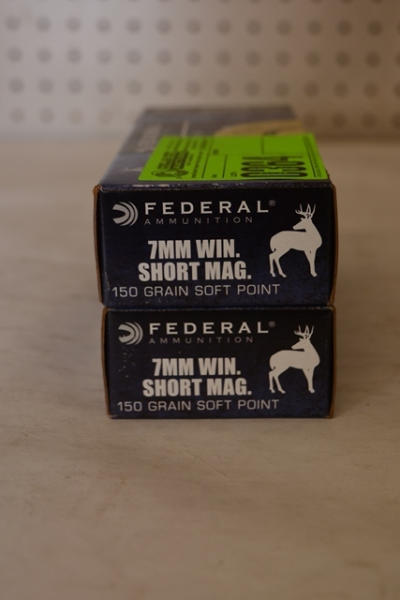 0364
FEDERAL®
AMMUNITION
7MM WIN.
SHORT MAG.
150 GRAIN SOFT POINT
FEDERAL®
AMMUNITION
7MM WIN.
SHORT MAG.
150 GRAIN SOFT POINT